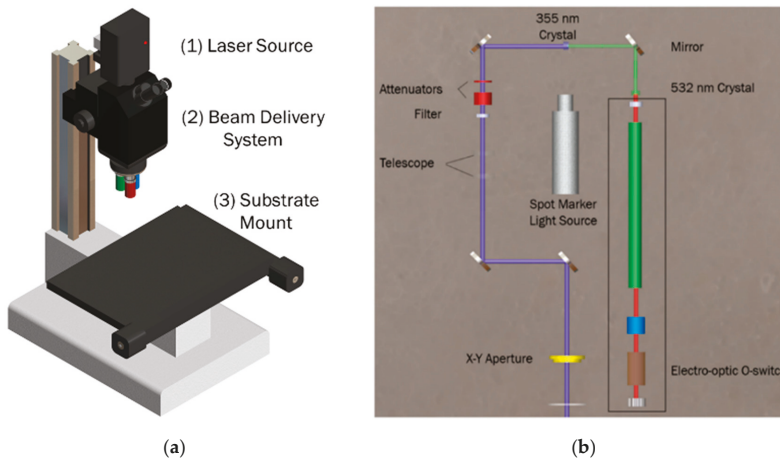 (1) Laser Source
(2) Beam Delivery
System
(3) Substrate
Mount
(a)
355 nm
Crystal
Mirror
Attenuators
532 nm Crystal
Filter
Telescope
Spot Marker
Light Source
X-Y Aperture
Electro-optic O-switc
(b)